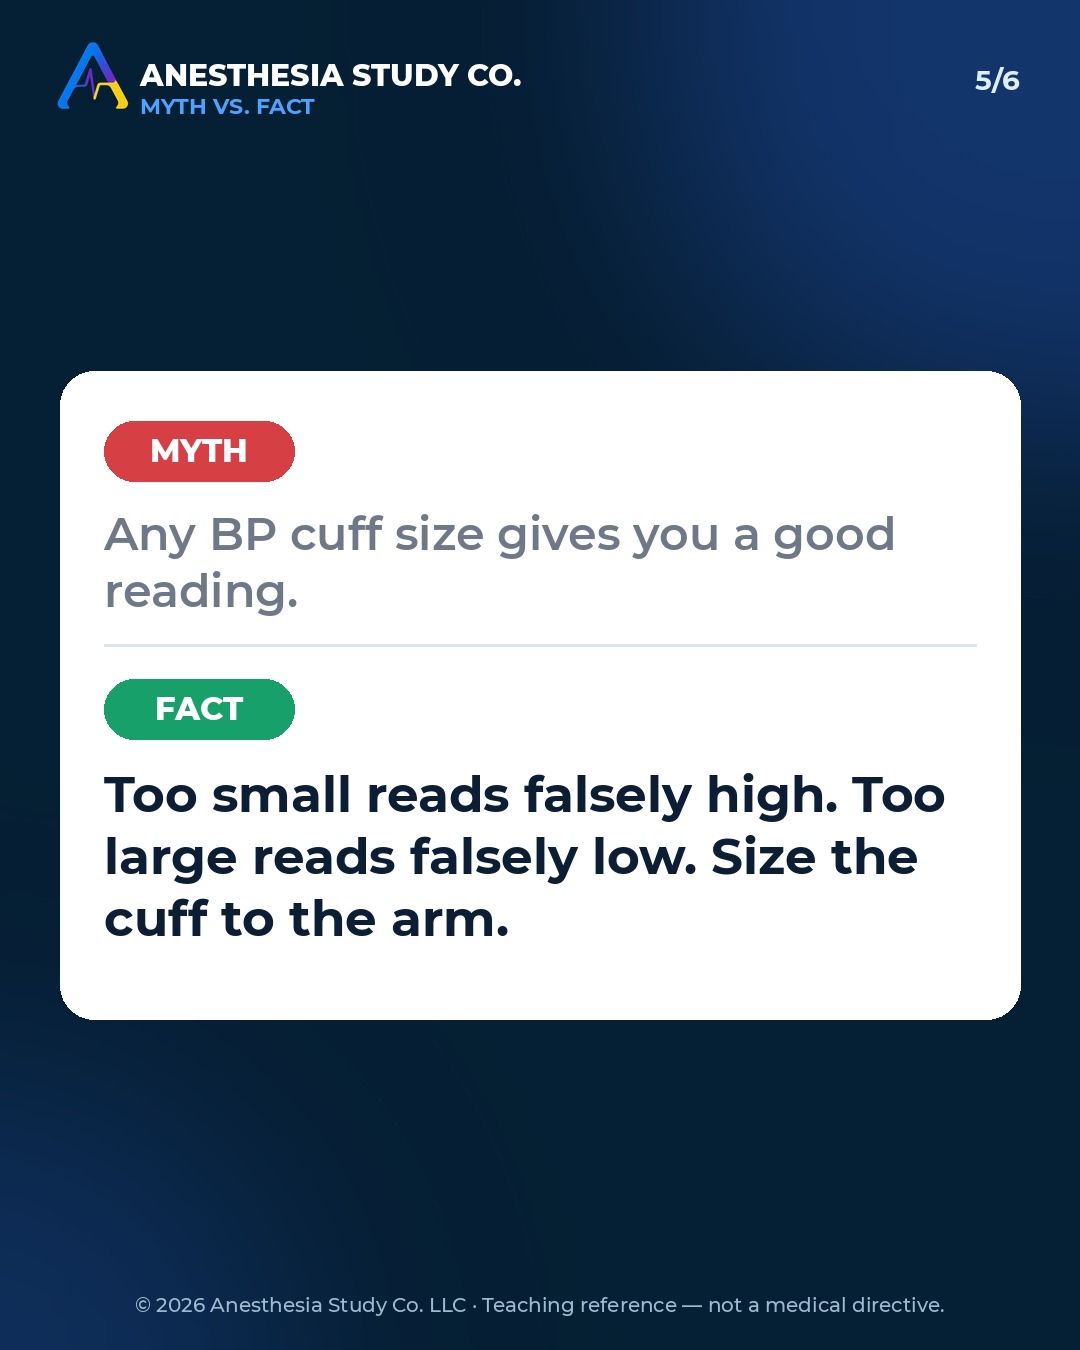 ANESTHESIA STUDY CO.
MYTH VS. FACT
5/6
MYTH
Any BP cuff size gives you a good
reading.
FACT
Too small reads falsely high. Too
large reads falsely low. Size the
cuff to the arm.
© 2026 Anesthesia Study Co. LLC · Teaching reference — not a medical directive.